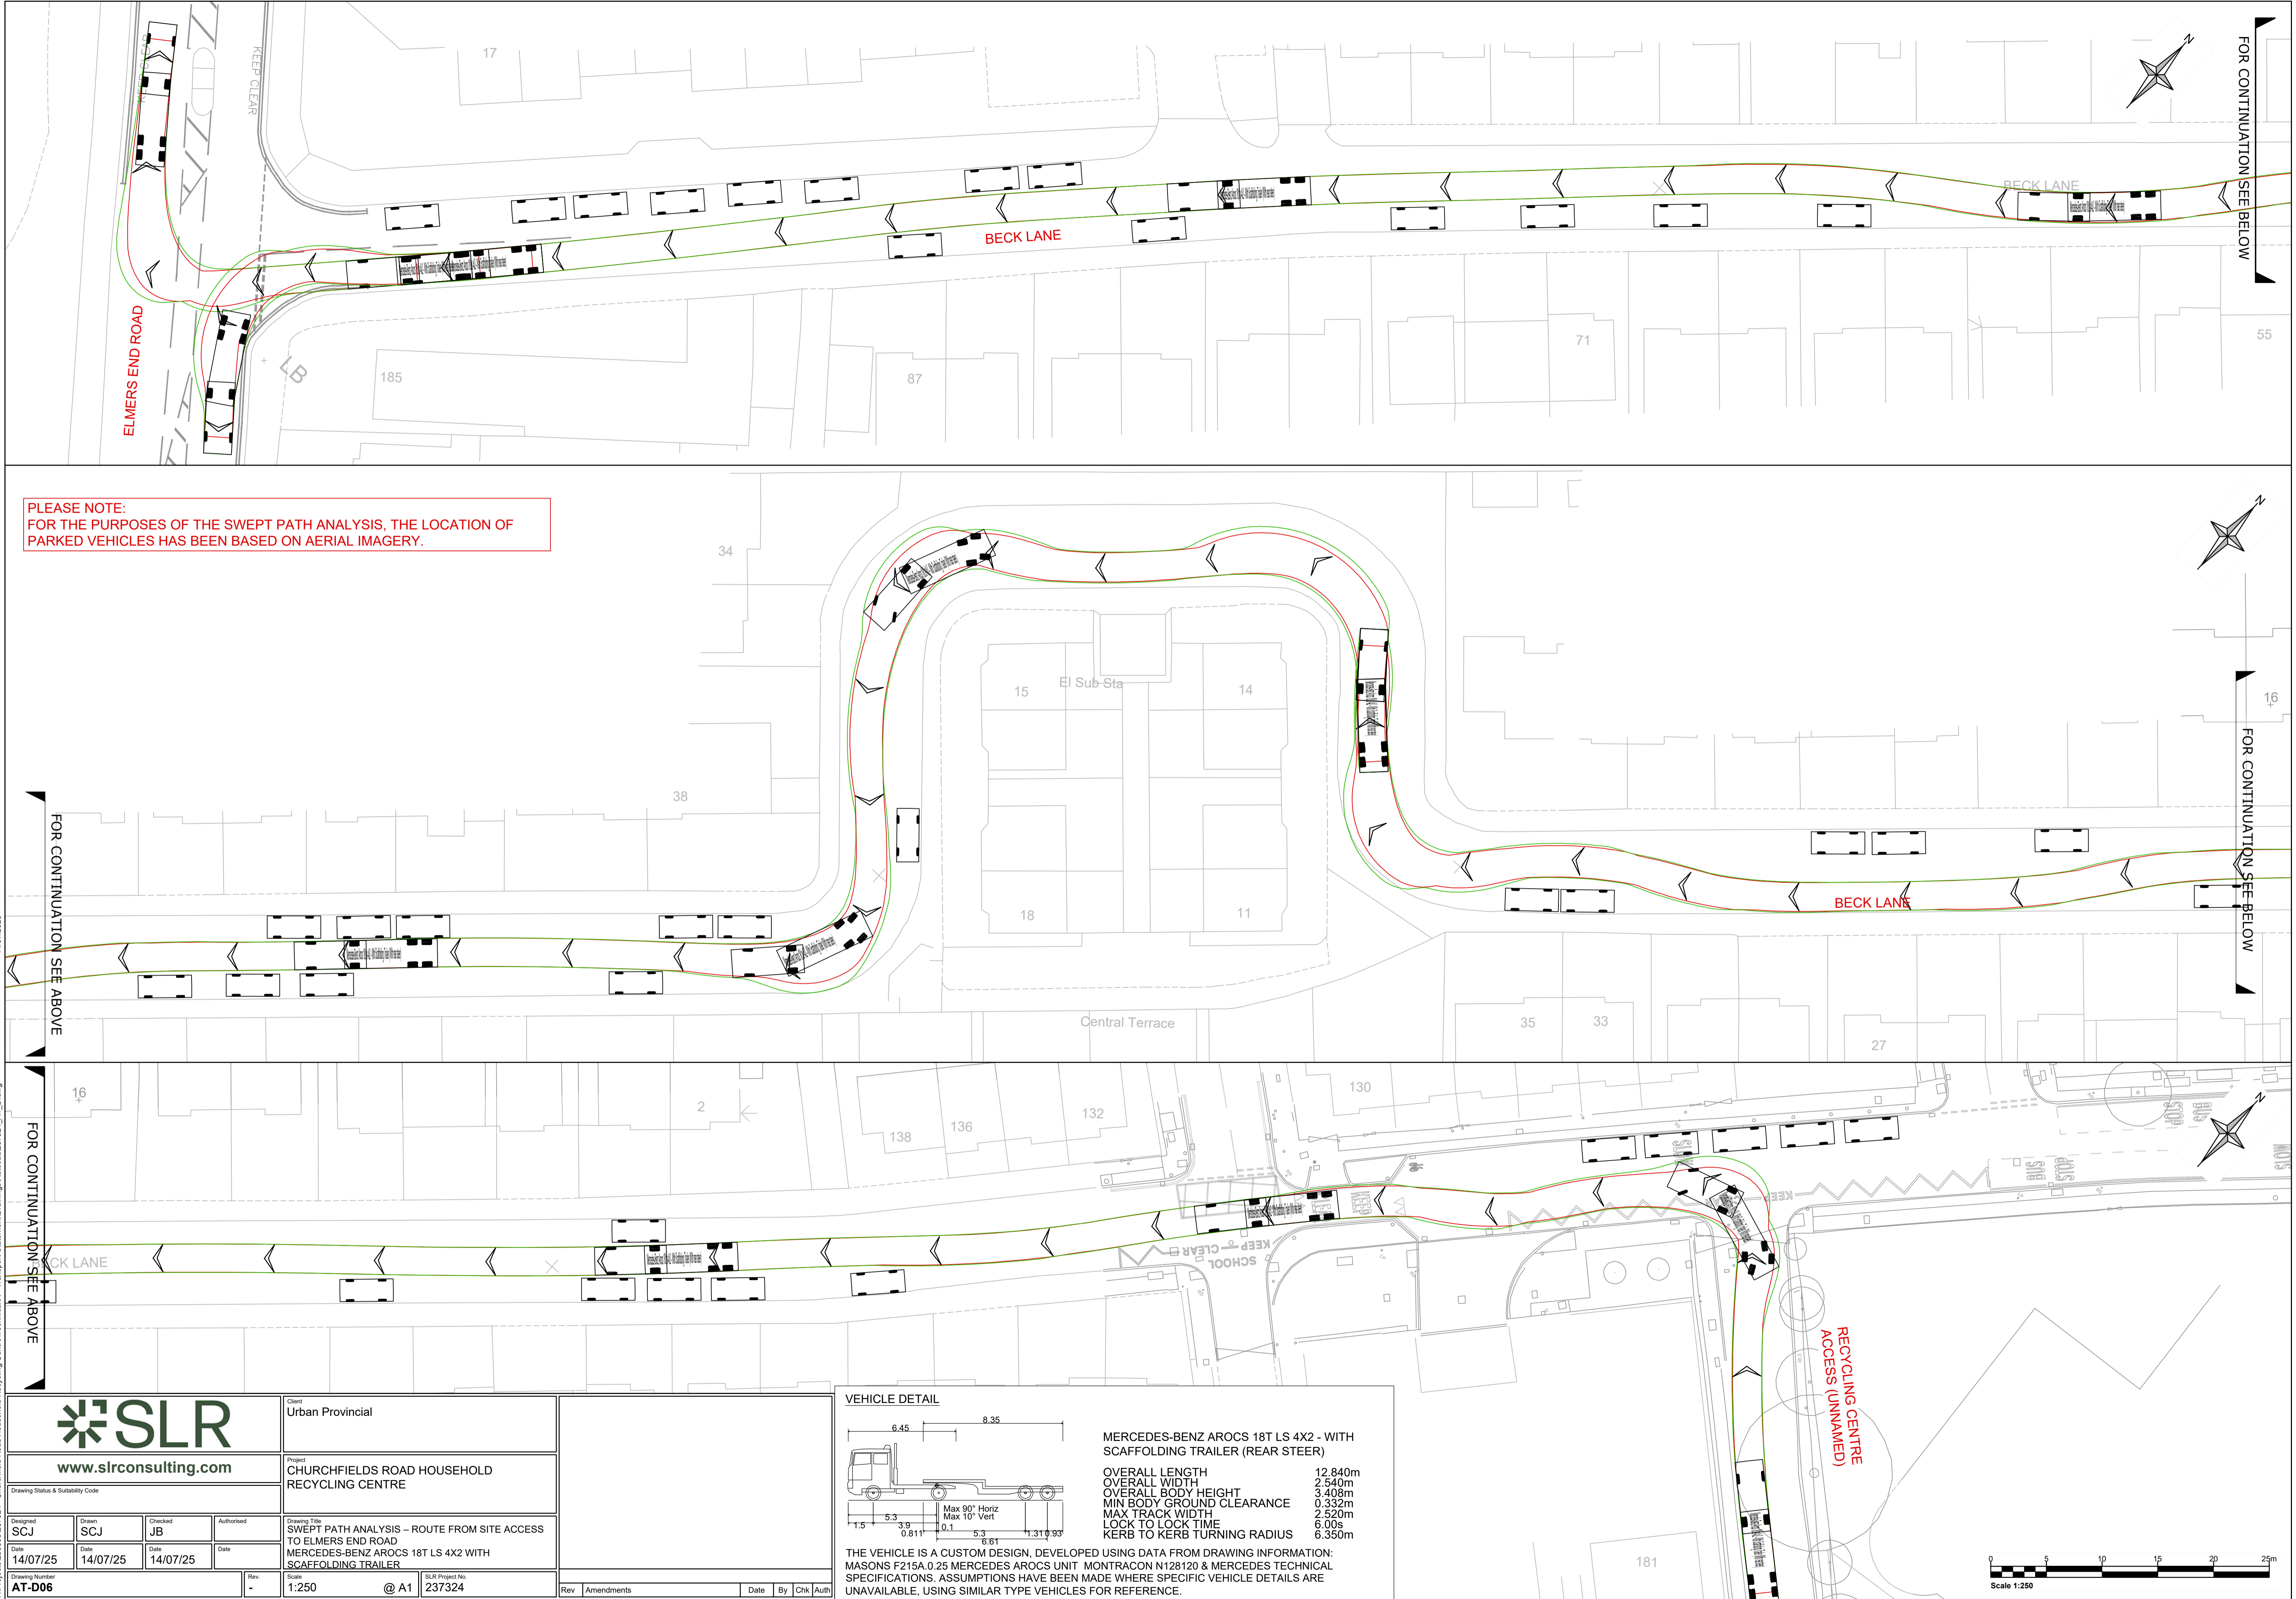 KEEP CLEAR
KEEP CLEAR
17
N
FOR CONTINUATION SEE BELOW
BECK LANE
BECK LANE
ELMERS END ROAD
LB
185
87
71
55
PLEASE NOTE:
FOR THE PURPOSES OF THE SWEPT PATH ANALYSIS, THE LOCATION OF
PARKED VEHICLES HAS BEEN BASED ON AERIAL IMAGERY.
34
N
15
El Sub Sta
14
16
38
FOR CONTINUATION SEE ABOVE
FOR CONTINUATION SEE BELOW
18
11
BECK LANE
Central Terrace
35
33
27
16
2
138
136
132
130
N
FOR CONTINUATION SEE ABOVE
BECK LANE
SCHOOL
KEEP CLEAR
KEEP
BUS
STOP
BUS
STOP
SLOW
RECYCLING CENTRE
ACCESS (UNNAMED)
181
SLR
www.slrconsulting.com
Drawing Status & Suitability Code
Client
Urban Provincial
Project
CHURCHFIELDS ROAD HOUSEHOLD
RECYCLING CENTRE
Designed
SCJ
Drawn
SCJ
Checked
JB
Authorised
Date
14/07/25
Date
14/07/25
Date
14/07/25
Date
Drawing Title
SWEPT PATH ANALYSIS – ROUTE FROM SITE ACCESS
TO ELMERS END ROAD
MERCEDES-BENZ AROCS 18T LS 4X2 WITH
SCAFFOLDING TRAILER
Drawing Number
AT-D06
Rev.
-
Scale
1:250 @ A1
SLR Project No.
237324
Rev Amendments Date By Chk Auth
VEHICLE DETAIL
6.45
8.35
Max 90° Horiz
Max 10° Vert
1.5
5.3
3.9
0.811
0.1
5.3
1.31
0.93
6.61
MERCEDES-BENZ AROCS 18T LS 4X2 - WITH
SCAFFOLDING TRAILER (REAR STEER)
OVERALL LENGTH 12.840m
OVERALL WIDTH 2.540m
OVERALL BODY HEIGHT 3.408m
MIN BODY GROUND CLEARANCE 0.332m
MAX TRACK WIDTH 2.520m
LOCK TO LOCK TIME 6.00s
KERB TO KERB TURNING RADIUS 6.350m
THE VEHICLE IS A CUSTOM DESIGN, DEVELOPED USING DATA FROM DRAWING INFORMATION:
MASONS F215A.0.25 MERCEDES AROCS UNIT MONTRACON N128120 & MERCEDES TECHNICAL
SPECIFICATIONS. ASSUMPTIONS HAVE BEEN MADE WHERE SPECIFIC VEHICLE DETAILS ARE
UNAVAILABLE, USING SIMILAR TYPE VEHICLES FOR REFERENCE.
0 5 10 15 20 25m
Scale 1:250